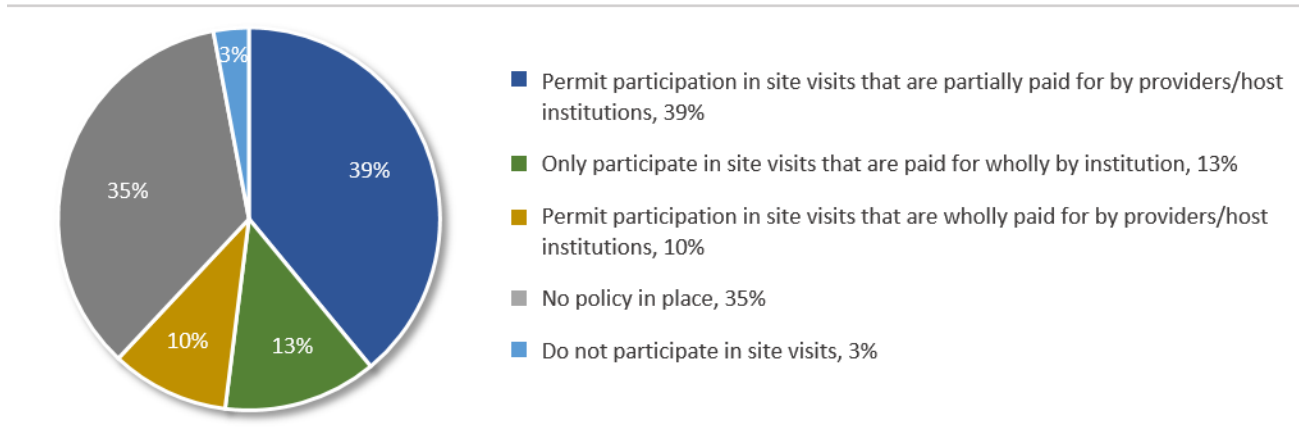 3%
39%
35%
10%
13%
Permit participation in site visits that are partially paid for by providers/host
institutions, 39%
Only participate in site visits that are paid for wholly by institution, 13%
Permit participation in site visits that are wholly paid for by providers/host
institutions, 10%
No policy in place, 35%
Do not participate in site visits, 3%